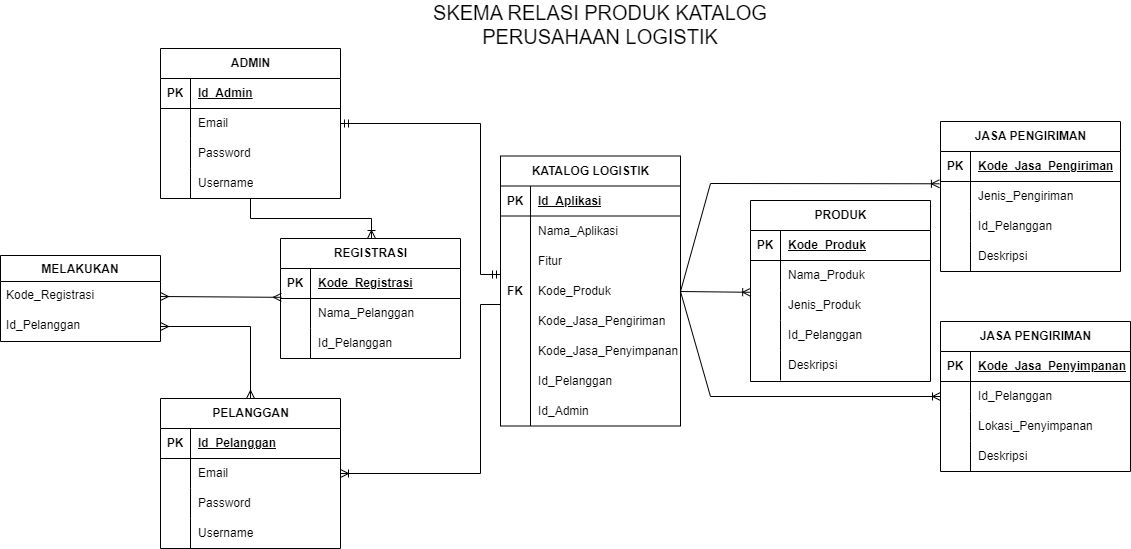 SKEMA RELASI PRODUK KATALOG
PERUSAHAAN LOGISTIK
ADMIN
PK Id_Admin
Email
Password
Username
REGISTRASI
PK Kode_Registrasi
Nama_Pelanggan
Id_Pelanggan
MELAKUKAN
Kode_Registrasi
Id_Pelanggan
PELANGGAN
PK Id_Pelanggan
Email
Password
Username
KATALOG LOGISTIK
PK Id_Aplikasi
Nama_Aplikasi
Fitur
FK Kode_Produk
Kode_Jasa_Pengiriman
Kode_Jasa_Penyimpanan
Id_Pelanggan
Id_Admin
PRODUK
PK Kode_Produk
Nama_Produk
Jenis_Produk
Id_Pelanggan
Deskripsi
JASA PENGIRIMAN
PK Kode_Jasa_Pengiriman
Jenis_Pengiriman
Id_Pelanggan
Deskripsi
JASA PENGIRIMAN
PK Kode_Jasa_Penyimpanan
Id_Pelanggan
Lokasi_Penyimpanan
Deskripsi